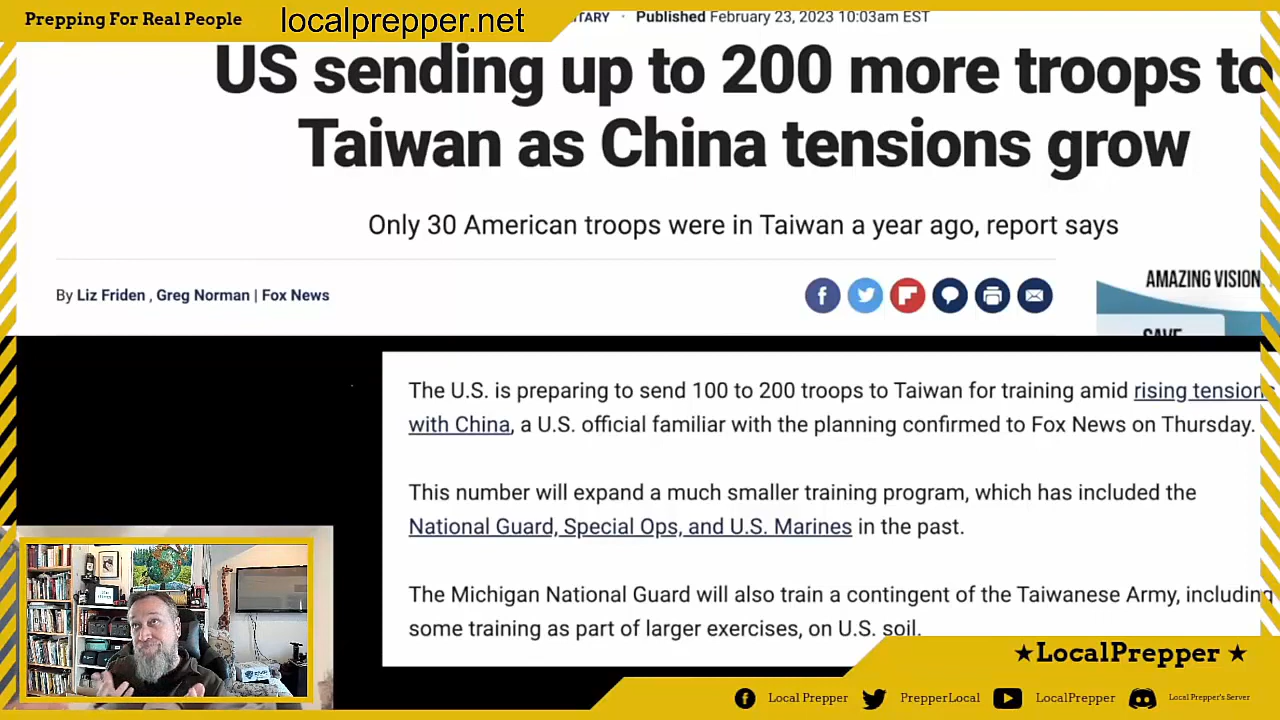 Prepping For Real People
localprepper.net
TARY · Published February 23, 2023 10:03am EST
US sending up to 200 more troops to
Taiwan as China tensions grow
Only 30 American troops were in Taiwan a year ago, report says
By Liz Friden , Greg Norman | Fox News
AMAZING VISION
SAVE
The U.S. is preparing to send 100 to 200 troops to Taiwan for training amid rising tensions
with China, a U.S. official familiar with the planning confirmed to Fox News on Thursday.
This number will expand a much smaller training program, which has included the
National Guard, Special Ops, and U.S. Marines in the past.
The Michigan National Guard will also train a contingent of the Taiwanese Army, including
some training as part of larger exercises, on U.S. soil.
★LocalPrepper ★
Local Prepper
PrepperLocal
LocalPrepper
Local Prepper's Server